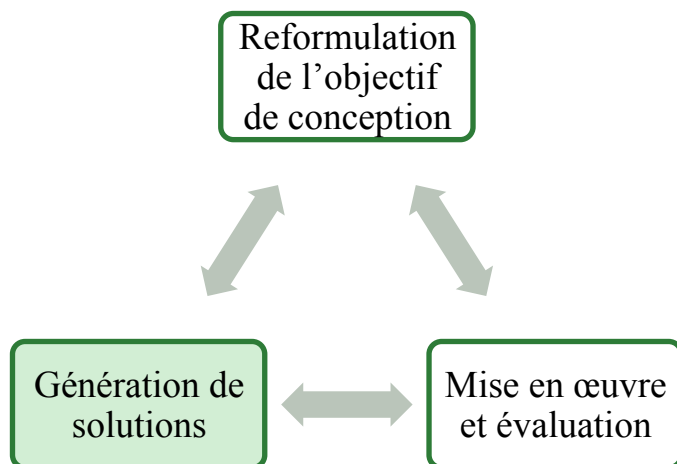 Reformulation
de l’objectif
de conception
Génération de
solutions
Mise en œuvre
et évaluation